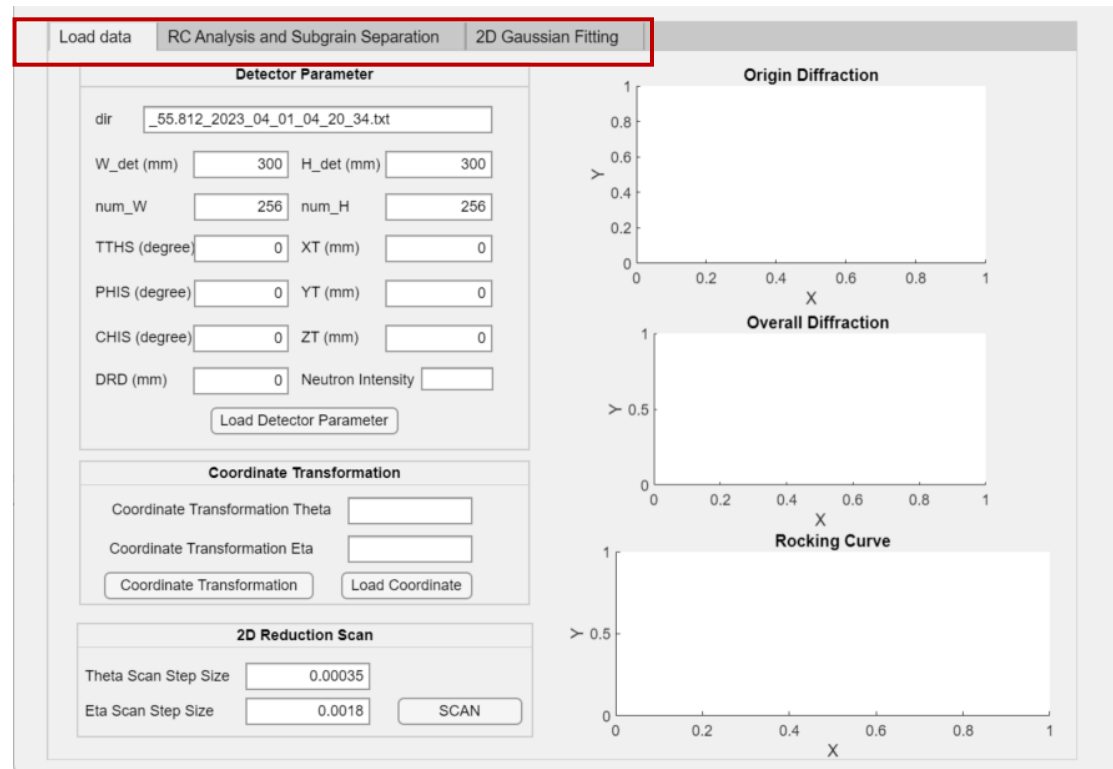 Load data RC Analysis and Subgrain Separation 2D Gaussian Fitting
Detector Parameter
dir _55.812_2023_04_01_04_20_34.txt
W_det (mm) 300 H_det (mm) 300
num_W 256 num_H 256
TTHS (degree) 0 XT (mm) 0
PHIS (degree) 0 YT (mm) 0
CHIS (degree) 0 ZT (mm) 0
DRD (mm) 0 Neutron Intensity
Load Detector Parameter
Coordinate Transformation
Coordinate Transformation Theta
Coordinate Transformation Eta
Coordinate Transformation Load Coordinate
2D Reduction Scan
Theta Scan Step Size 0.00035
Eta Scan Step Size 0.0018 SCAN
Origin Diffraction
1
0.8
0.6
Y
0.4
0.2
0
0 0.2 0.4 0.6 0.8 1
X
Overall Diffraction
1
Y 0.5
0
0 0.2 0.4 0.6 0.8 1
X
Rocking Curve
1
Y 0.5
0
0 0.2 0.4 0.6 0.8 1
X